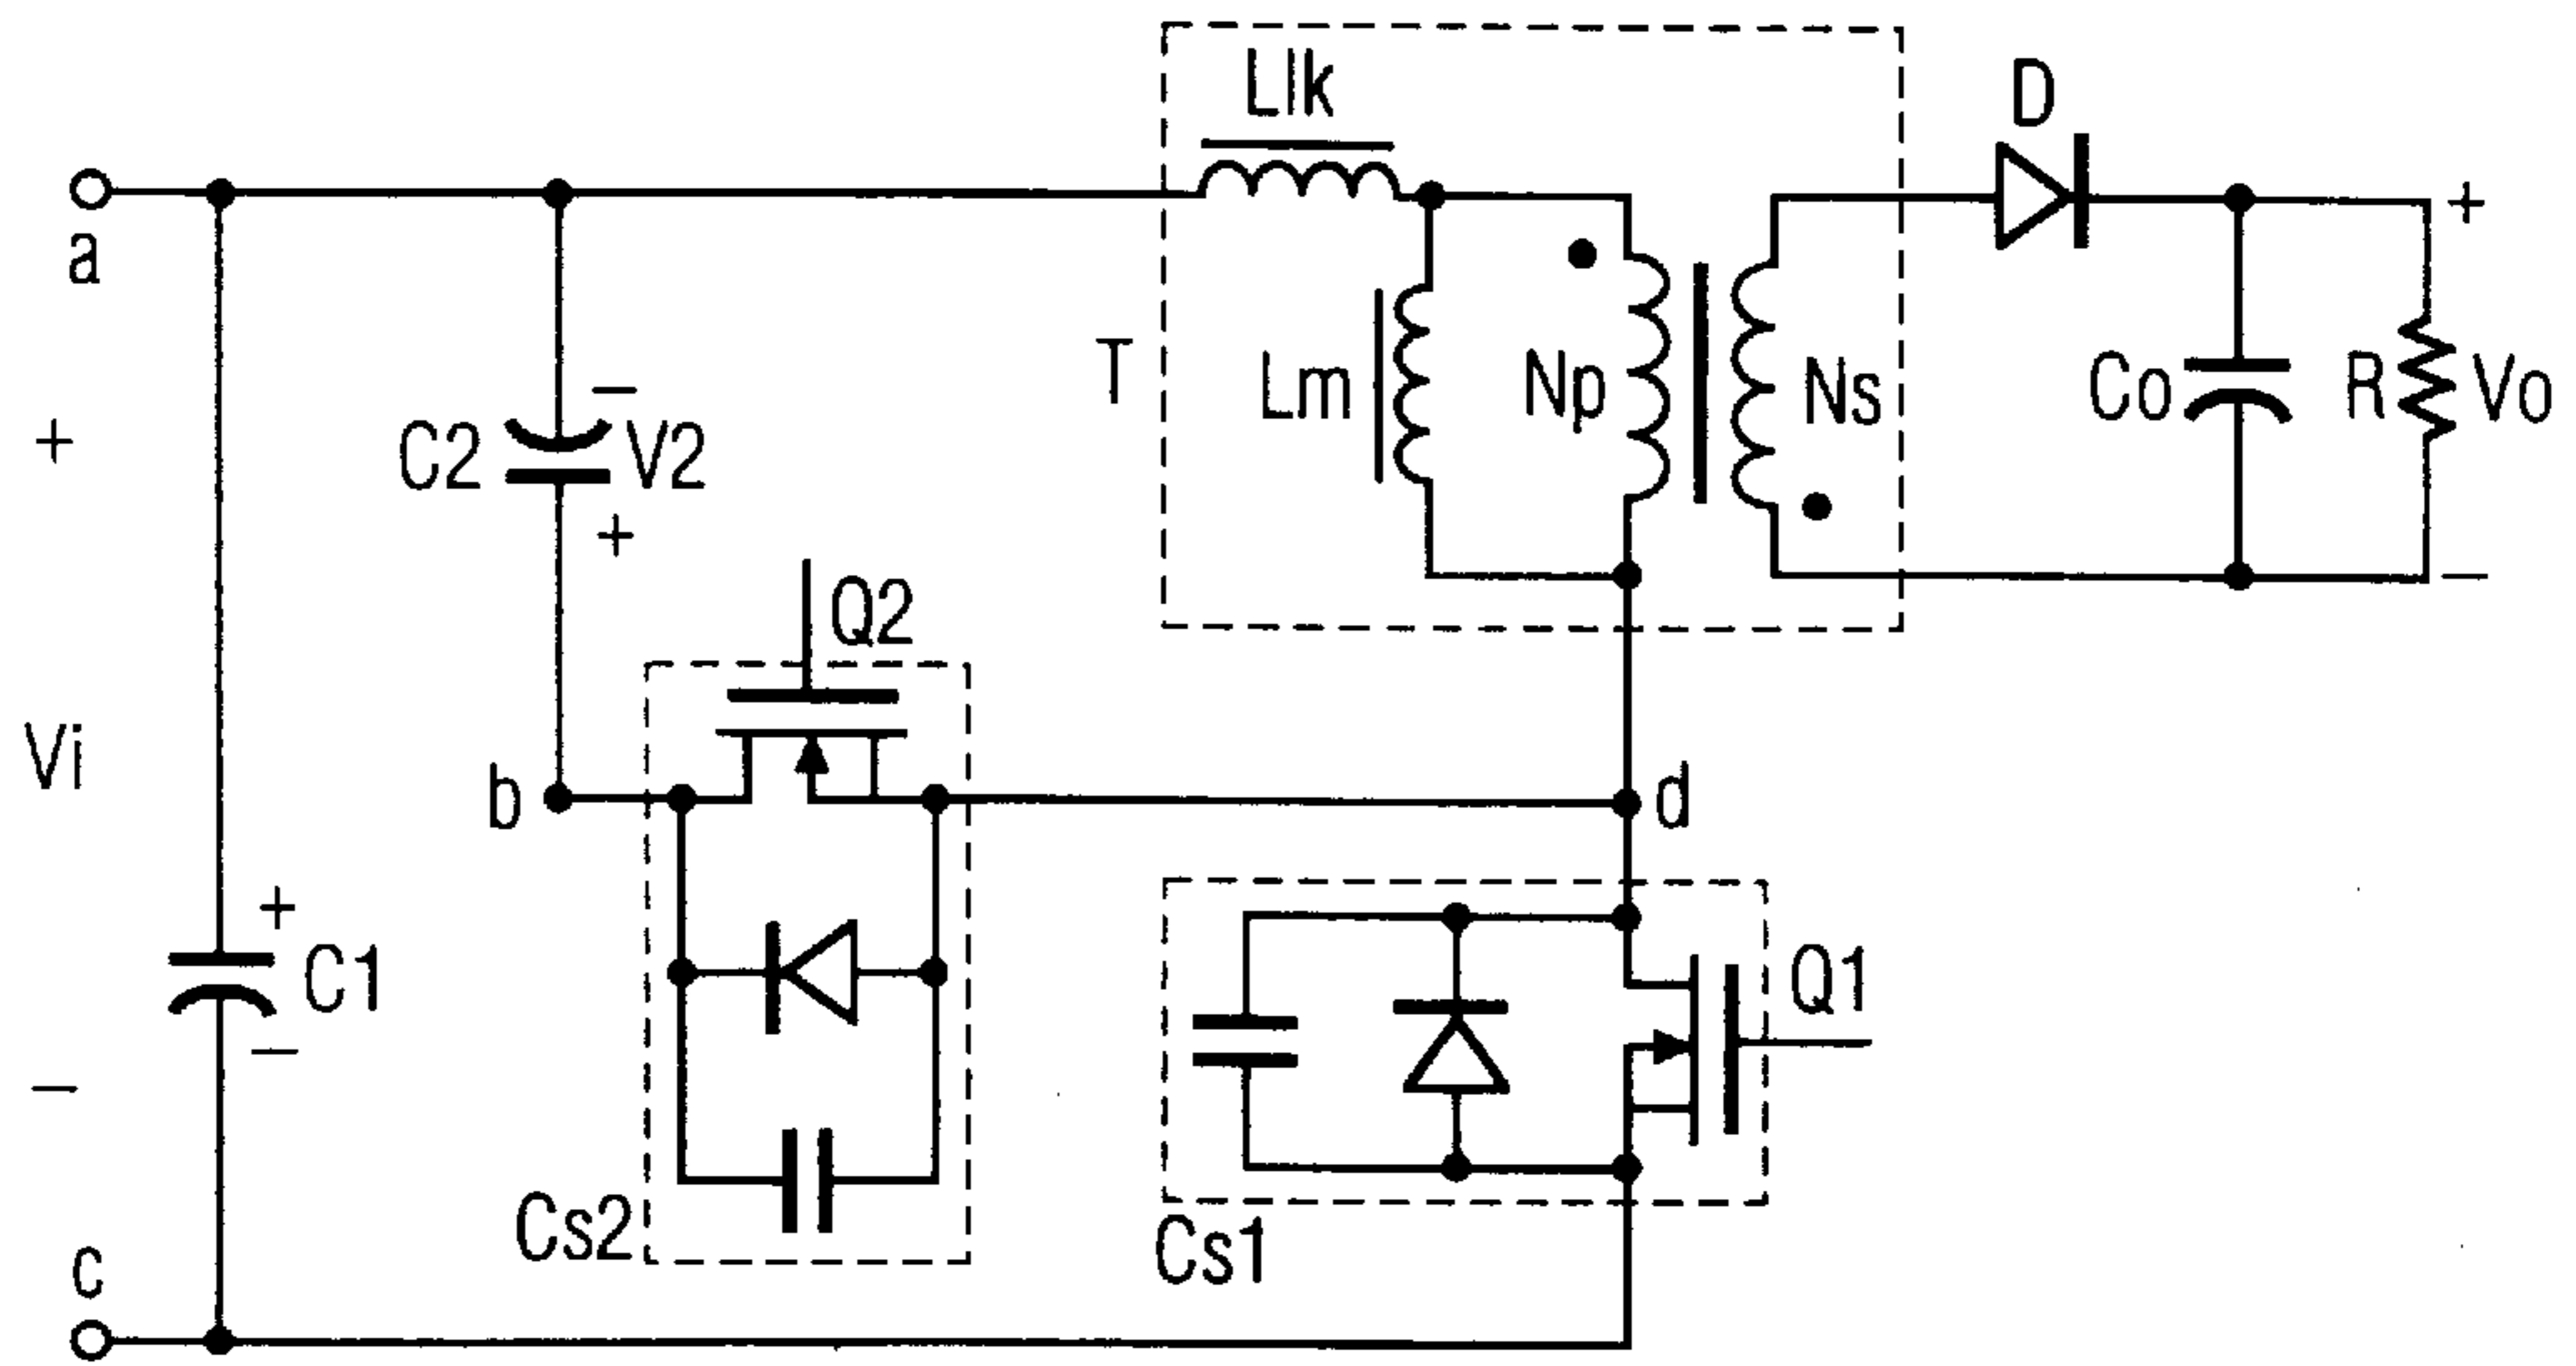 Llk
D
a
+
T
Lm
Np
Ns
Co
R
Vo
+
−
+
C2
V2
−
+
Q2
b
d
Vi
+
C1
−
Q1
−
Cs2
Cs1
c